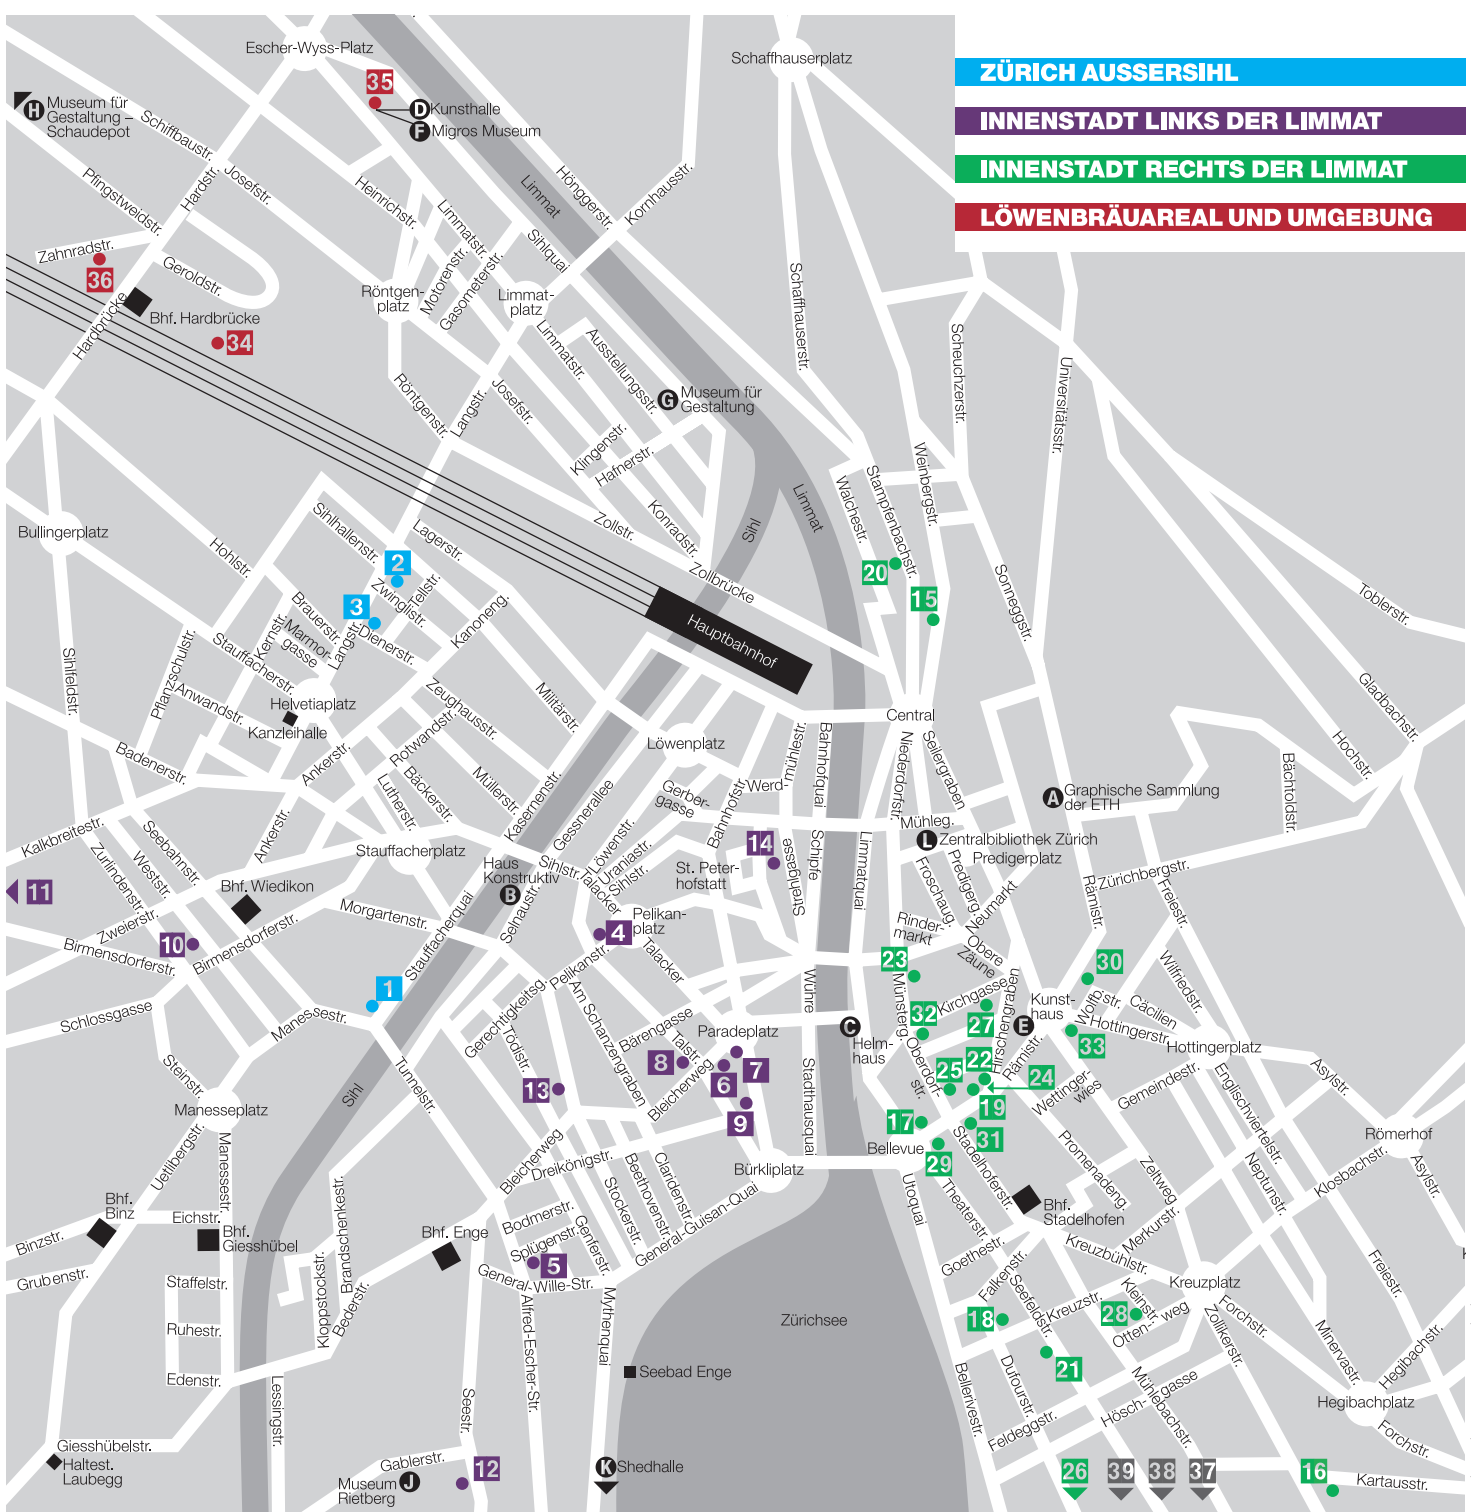 Escher-Wyss-Platz
Schaffhauserplatz
ZÜRICH AUSSERSIHL
INNENSTADT LINKS DER LIMMAT
INNENSTADT RECHTS DER LIMMAT
LÖWENBRÄUAREAL UND UMGEBUNG
35
D Kunsthalle
F Migros Museum
H Museum für
Gestaltung –
Schaudepot
Schiffbaustr.
Josefstr.
Hardstr.
Pfingstweidstr.
Heinrichstr.
Limmatstr.
Limmat
Hönggerstr.
Kornhausstr.
Sihlquai
Zahnradstr.
36
Geroldstr.
Motorenstr.
Gasometerstr.
Röntgen-
platz
Limmat-
platz
Hardbrücke
Bhf. Hardbrücke
34
Schaffhauserstr.
Scheuchzerstr.
Universitätsstr.
Limmatstr.
Ausstellungsstr.
G Museum für
Gestaltung
Röntgenstr.
Langstr.
Josefstr.
Klingenstr.
Hafnerstr.
Zollstr.
Konradstr.
Zollbrücke
Sihl
Limmat
Walchestr.
Stampfenbachstr.
Weinbergstr.
Sonneggstr.
20
15
Toblerstr.
Gladbachstr.
Hochstr.
Bächtoldstr.
Bullingerplatz
Hohlstr.
Sihlhallenstr.
Lagerstr.
2
3
Zwinglistr.
Tellstr.
Kanoneng.
Dienerstr.
Brauerstr.
Marmor-
gasse
Kernstr.
Langstr.
Stauffacherstr.
Pflanzschulstr.
Sihlfeldstr.
Anwandstr.
Helvetiaplatz
Kanzleihalle
Hauptbahnhof
Central
Zeughausstr.
Militärstr.
Rotwandstr.
Ankerstr.
Bäckerstr.
Müllerstr.
Lutherstr.
Badenerstr.
Kasernenstr.
Gessnerallee
Löwenplatz
Gerber-
gasse
Werd-
mühlestr.
Bahnhofstr.
Bahnhofquai
Niederdorfstr.
Seilergraben
A Graphische Sammlung
der ETH
Mühleg.
L Zentralbibliothek Zürich
Predigerplatz
Kalkbreitestr.
Seebahnstr.
Weststr.
Zurlindenstr.
Ankerstr.
Stauffacherplatz
Haus
Konstruktiv
B
Sihlstr.
Löwenstr.
Uraniastr.
Sihlstr.
Talacker
14
St. Peter-
hofstatt
Strehlgasse
Schipfe
Limmatquai
Froschaug.
Predigerg.
Neumarkt
Rämistr.
Zürichbergstr.
Freiestr.
11
Bhf. Wiedikon
Zweierstr.
10
Birmensdorferstr.
Birmensdorferstr.
Morgartenstr.
Stauffacherquai
Selnaustr.
4
Pelikan-
platz
Pelikanstr.
Talacker
Rinder-
markt
Obere
Zäune
23
30
Wilfriedstr.
1
Schlossgasse
Manessestr.
Gerechtigkeitsg.
Am Schanzengraben
Bärengasse
Paradeplatz
Wühre
C
Helm-
haus
Münsterg.
Kirchgasse
32
27
Hirschengraben
Kunst-
haus
E
Wolfb.str.
Cäcilien
Hottingerstr.
33
Hottingerplatz
Steinstr.
Manesseplatz
Sihl
Tunnelstr.
Tödistr.
13
8
Talstr.
Bleicherweg
6
7
9
Stadthausquai
Oberdorf-
str.
25
22
24
19
31
Rämistr.
Wettinger-
wies
Gemeindestr.
Englischviertelstr.
Asylstr.
Römerhof
17
Bellevue
29
Uetlibergstr.
Manessestr.
Bleicherweg
Dreikönigstr.
Stockerstr.
Beethovenstr.
Claridenstr.
Bürkliplatz
General-Guisan-Quai
Utoquai
Theaterstr.
Stadelhoferstr.
Promenadeng.
Zeltweg
Neptunstr.
Klosbachstr.
Asylstr.
Bhf.
Binz
Binzstr.
Grubenstr.
Eichstr.
Bhf.
Giesshübel
Brandschenkestr.
Bhf. Enge
Bodmerstr.
Splügenstr.
Genferstr.
5
General-Wille-Str.
Bhf.
Stadelhofen
Goethestr.
Merkurstr.
Kreuzbühlstr.
Kreuzplatz
Freiestr.
Staffelstr.
Ruhestr.
Edenstr.
Kloppstockstr.
Bederstr.
Alfred-Escher-Str.
Mythenquai
Zürichsee
Falkenstr.
Seefeldstr.
Kreuzstr.
18
28
Kleinstr.
Otten-weg
Zollikerstr.
Forchstr.
Minervastr.
Hegibachstr.
21
Seebad Enge
Lessingstr.
Seestr.
Bellerivestr.
Dufourstr.
Mühlebachstr.
Hösch-gasse
Feldeggstr.
Hegibachplatz
Forchstr.
Giesshübelstr.
Haltest.
Laubegg
Gablerstr.
Museum
Rietberg
J
12
K Shedhalle
26
39
38
37
16
Kartausstr.